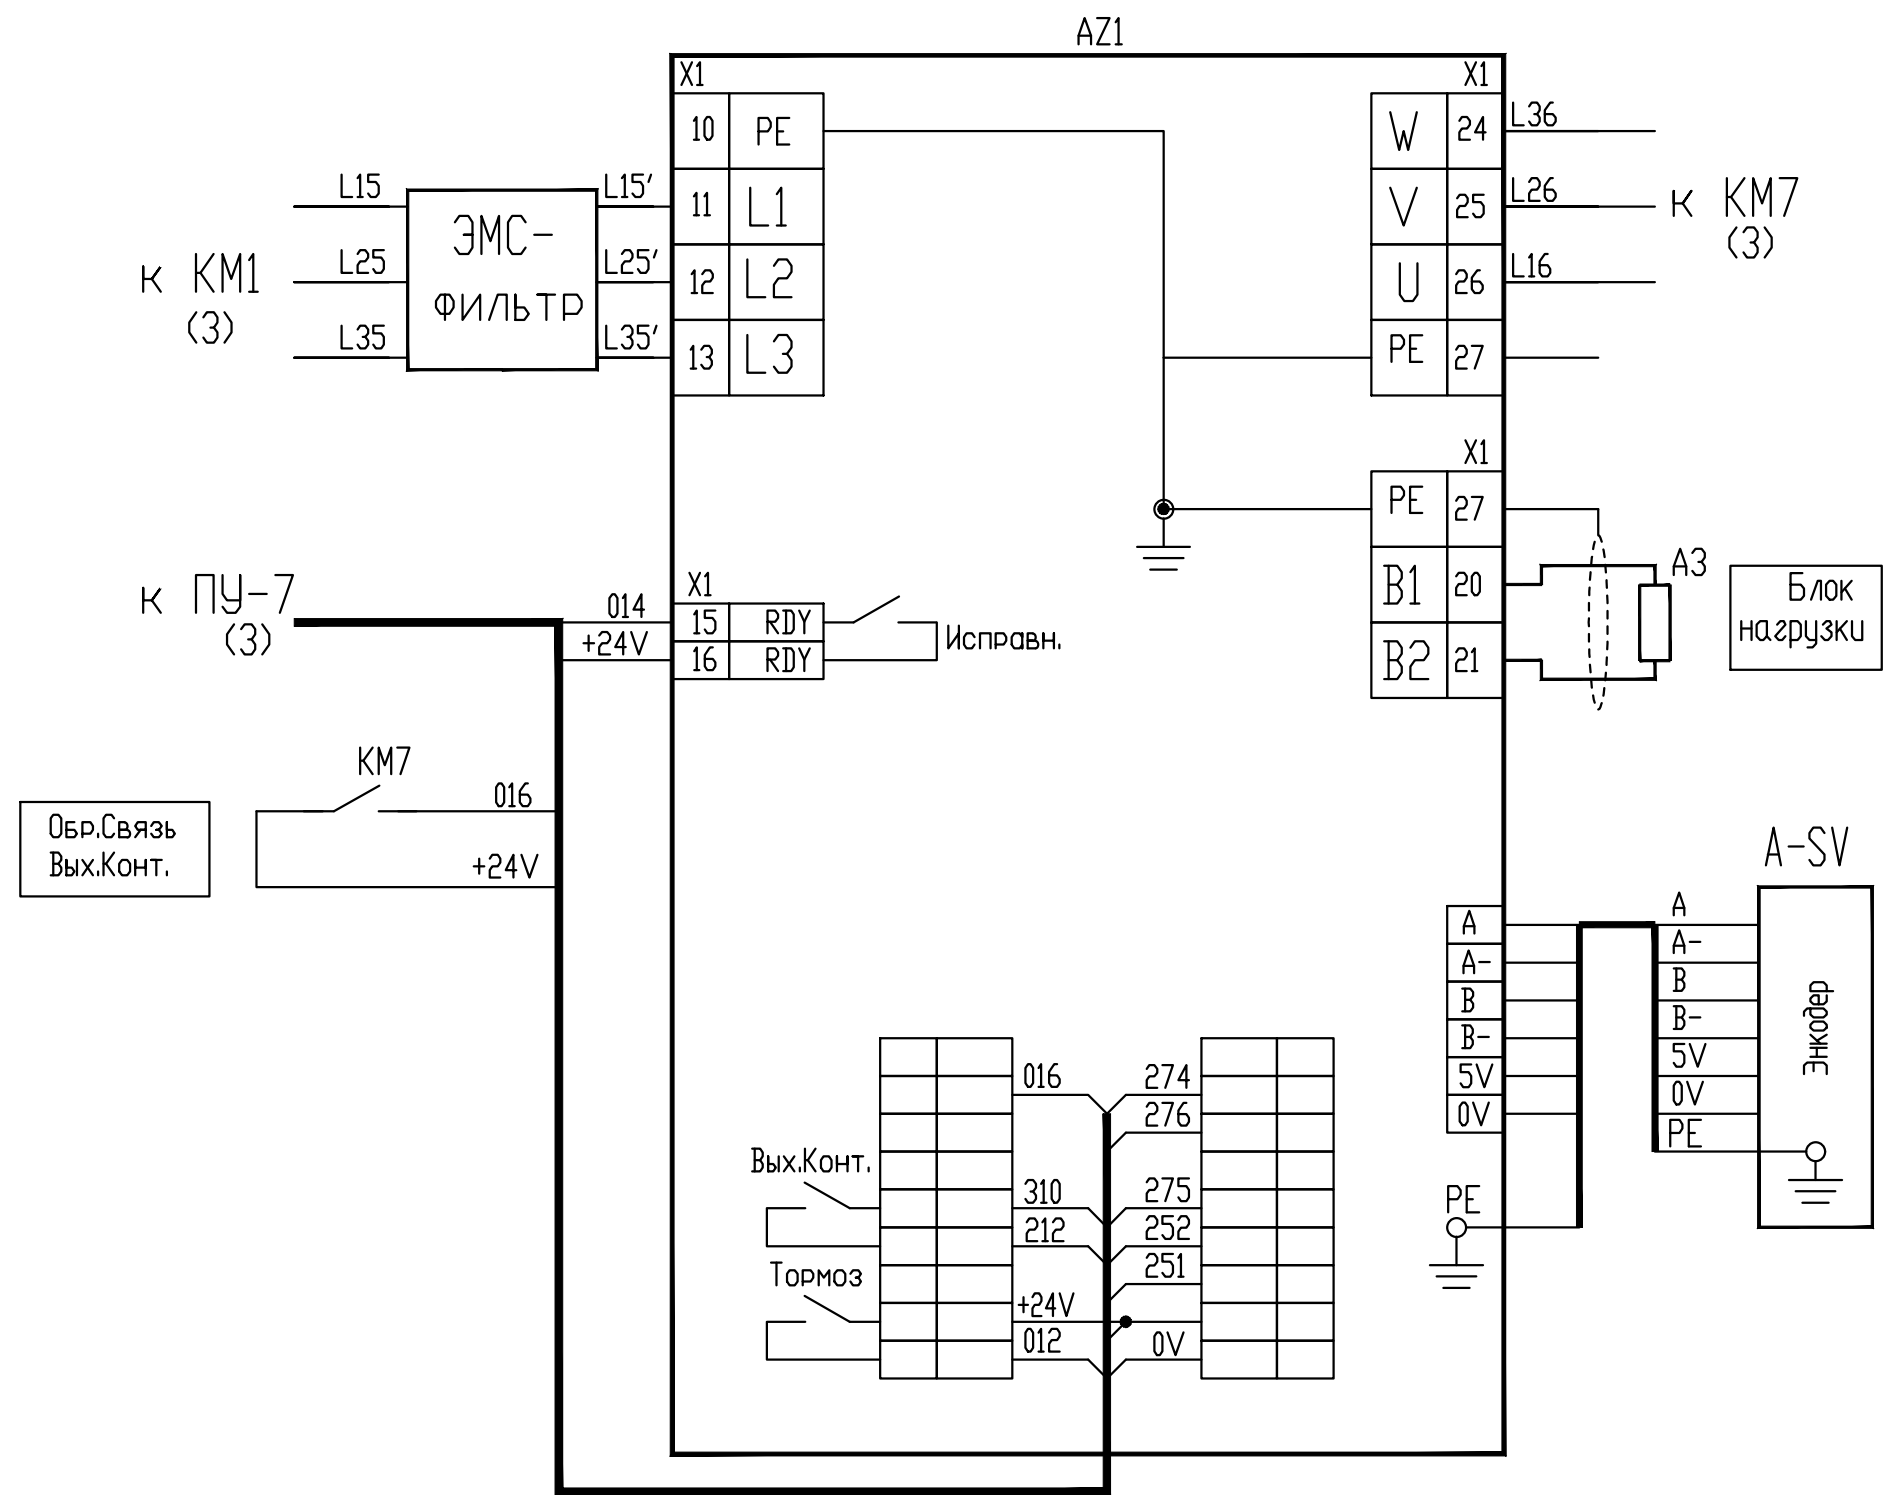 AZ1
X1
10 PE
11 L1
12 L2
13 L3
L15
L25
L35
ЭМС-
ФИЛЬТР
L15′
L25′
L35′
К КМ1
(3)
X1
W 24 L36
V 25 L26
U 26 L16
PE 27
К КМ7
(3)
X1
PE 27
B1 20
B2 21
А3
Блок
нагрузки
К ПУ-7
(3)
014
+24V
X1
15 RDY
16 RDY
Исправн.
КМ7
016
+24V
Обр.Связь
Вых.Конт.
A-SV
A
A-
B
B-
5V
0V
PE
A
A-
B
B-
5V
0V
PE
Энкодер
Вых.Конт.
Тормоз
016
310
212
+24V
012
274
276
275
252
251
0V